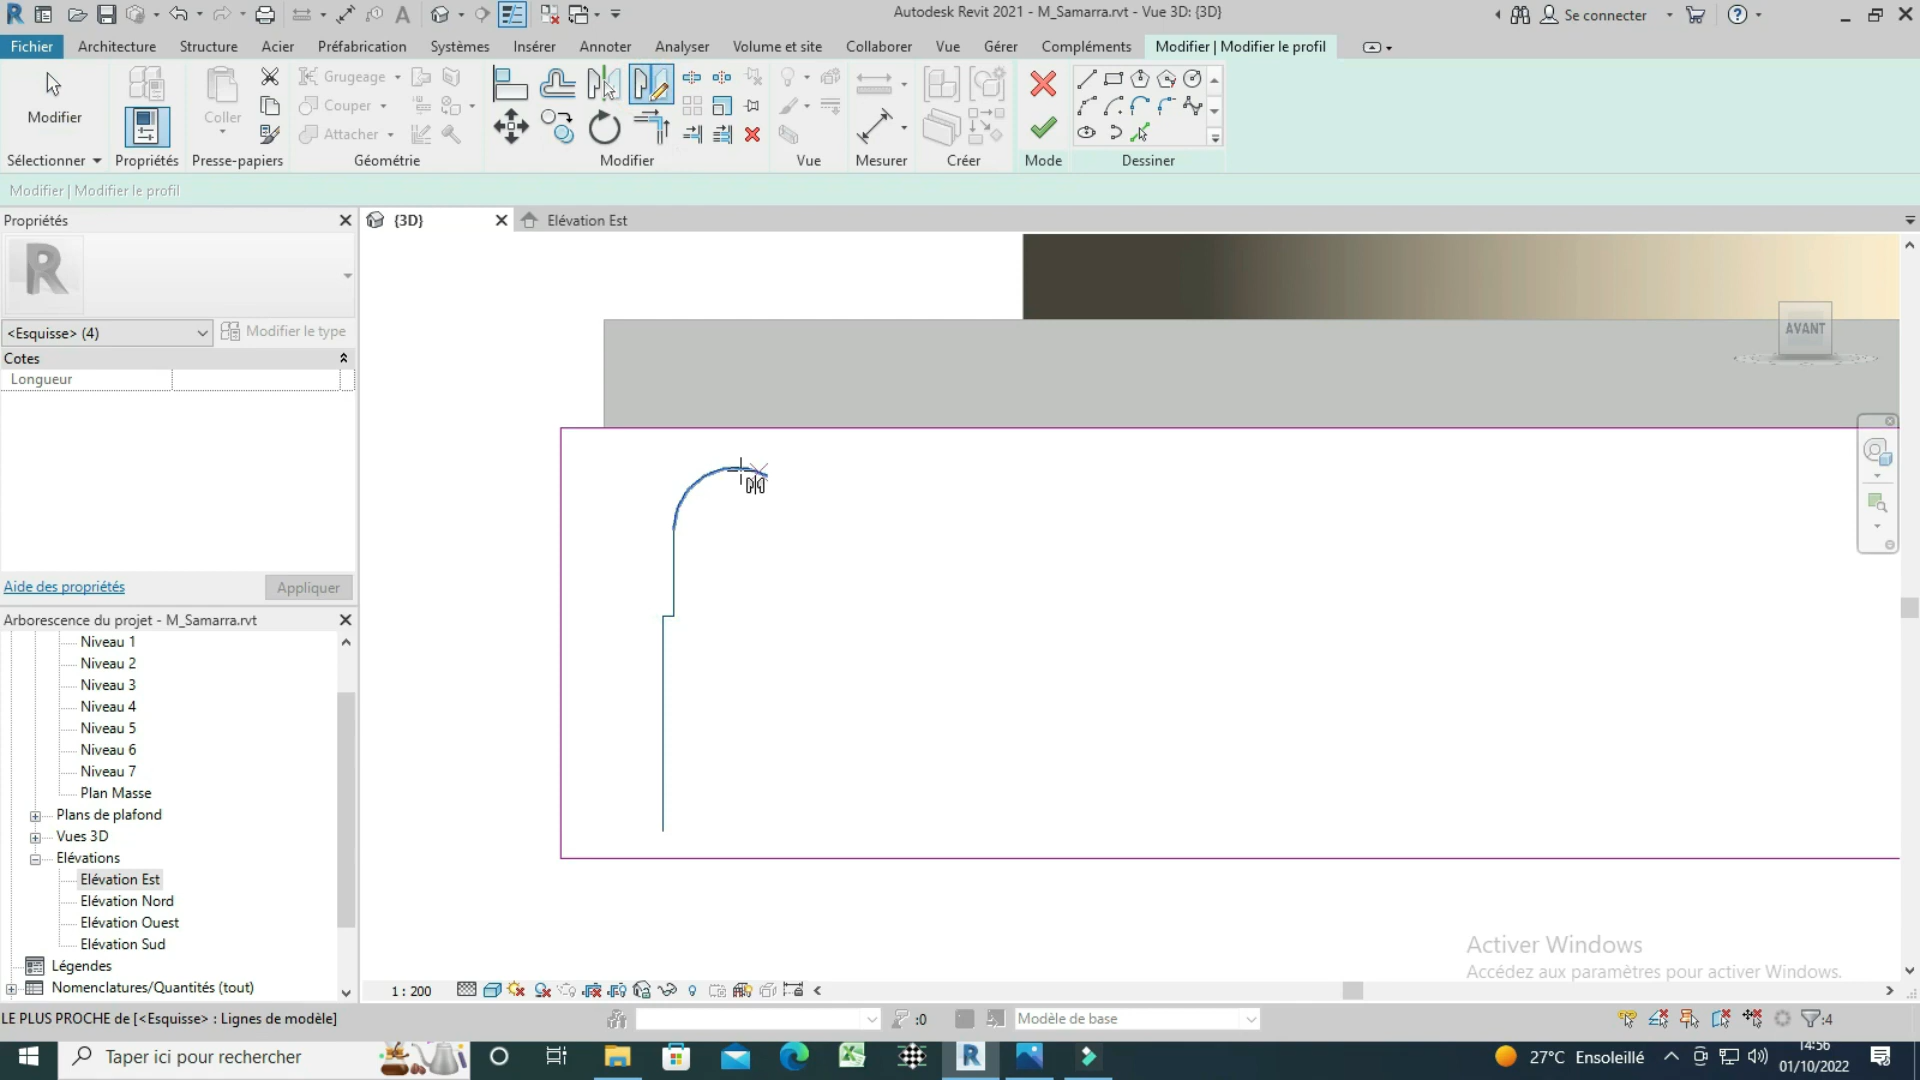 Autodesk Revit 2021 - M_Samarra.rvt - Vue 3D: {3D}
Se connecter
Fichier Architecture Structure Acier Préfabrication Systèmes Insérer Annoter Analyser Volume et site Collaborer Vue Gérer Compléments Modifier | Modifier le profil
Modifier
Coller
Grugeage
Couper
Attacher
Sélectionner Propriétés Presse-papiers Géométrie Modifier Vue Mesurer Créer Mode Dessiner
Modifier | Modifier le profil
Propriétés
{3D}
Elévation Est
R
<Esquisse> (4)
Modifier le type
Cotes
Longueur
AVANT
Aide des propriétés
Appliquer
Arborescence du projet - M_Samarra.rvt
Niveau 1
Niveau 2
Niveau 3
Niveau 4
Niveau 5
Niveau 6
Niveau 7
Plan Masse
Plans de plafond
Vues 3D
Elévations
Elévation Est
Elévation Nord
Elévation Ouest
Elévation Sud
Légendes
Nomenclatures/Quantités (tout)
Activer Windows
Accédez aux paramètres pour activer Windows.
1 : 200
LE PLUS PROCHE de [<Esquisse> : Lignes de modèle]
:0
Modèle de base
:4
Taper ici pour rechercher
27°C Ensoleillé
14:56
01/10/2022